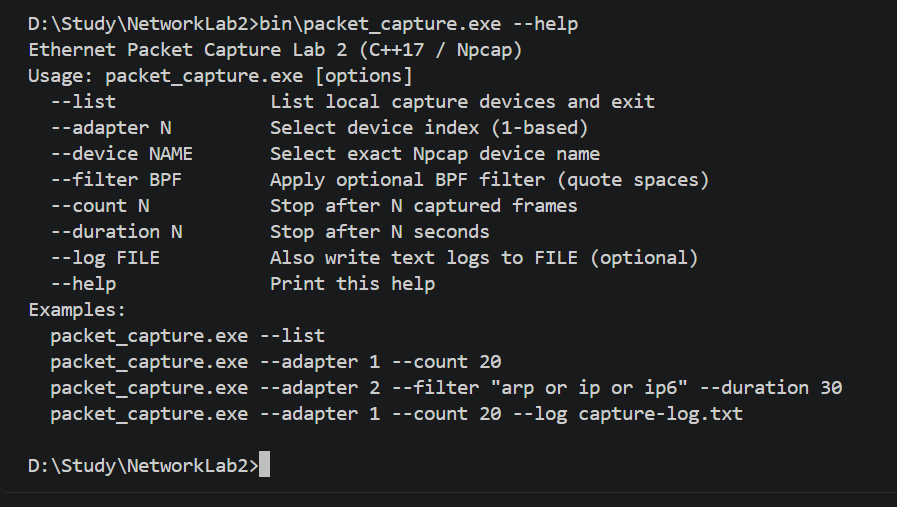 D:\Study\NetworkLab2>bin\packet_capture.exe --help
Ethernet Packet Capture Lab 2 (C++17 / Npcap)
Usage: packet_capture.exe [options]
  --list              List local capture devices and exit
  --adapter N         Select device index (1-based)
  --device NAME       Select exact Npcap device name
  --filter BPF        Apply optional BPF filter (quote spaces)
  --count N           Stop after N captured frames
  --duration N        Stop after N seconds
  --log FILE          Also write text logs to FILE (optional)
  --help              Print this help
Examples:
  packet_capture.exe --list
  packet_capture.exe --adapter 1 --count 20
  packet_capture.exe --adapter 2 --filter "arp or ip or ip6" --duration 30
  packet_capture.exe --adapter 1 --count 20 --log capture-log.txt
D:\Study\NetworkLab2>